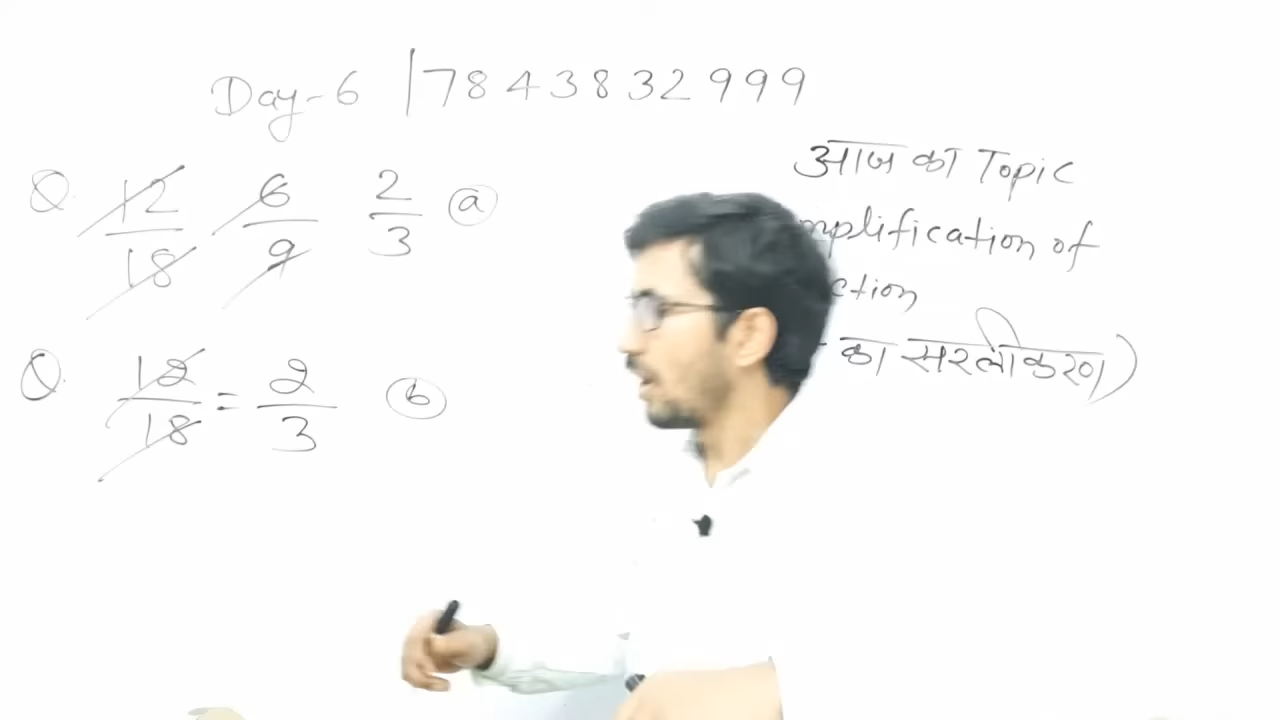 Day-6 | 7843832999
Q. 12/18 6/9 2/3 (a)
Q. 12/18 = 2/3 (b)
आज का Topic
mplification of
ction
का सरलीकरण)